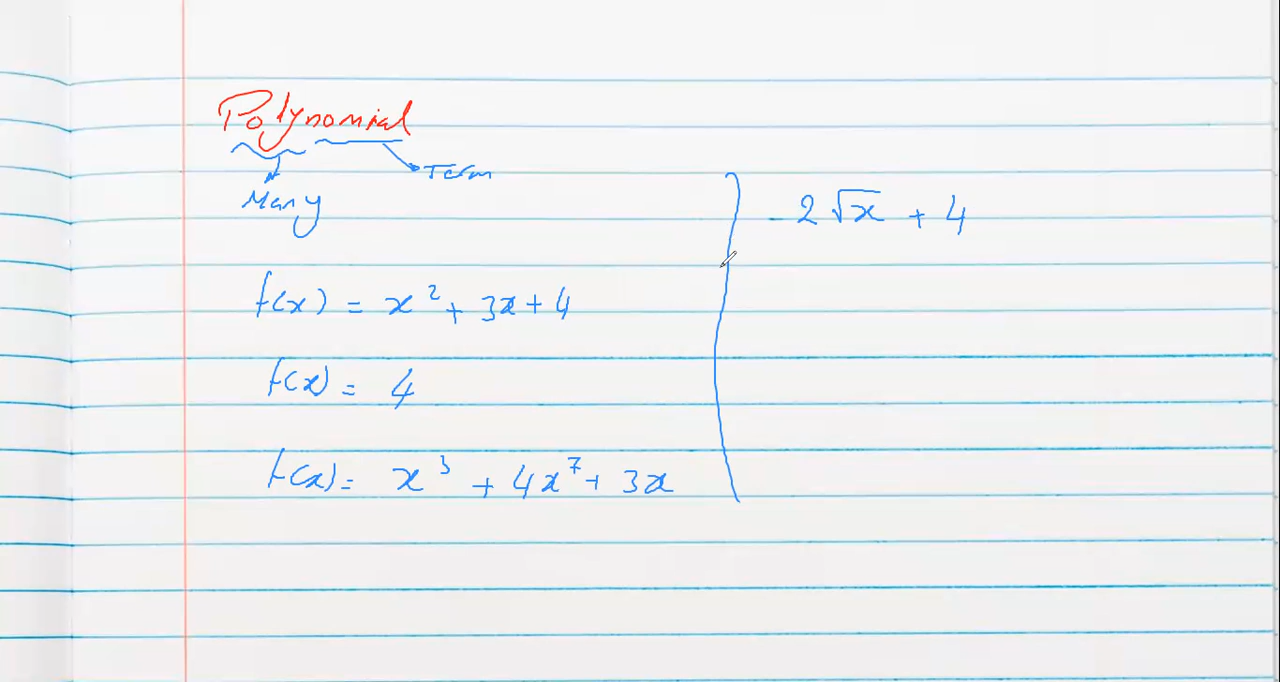 Polynomial
Term
Many
f(x) = x² + 3x + 4
f(x) = 4
f(x) = x³ + 4x⁷ + 3x
- 2√x + 4